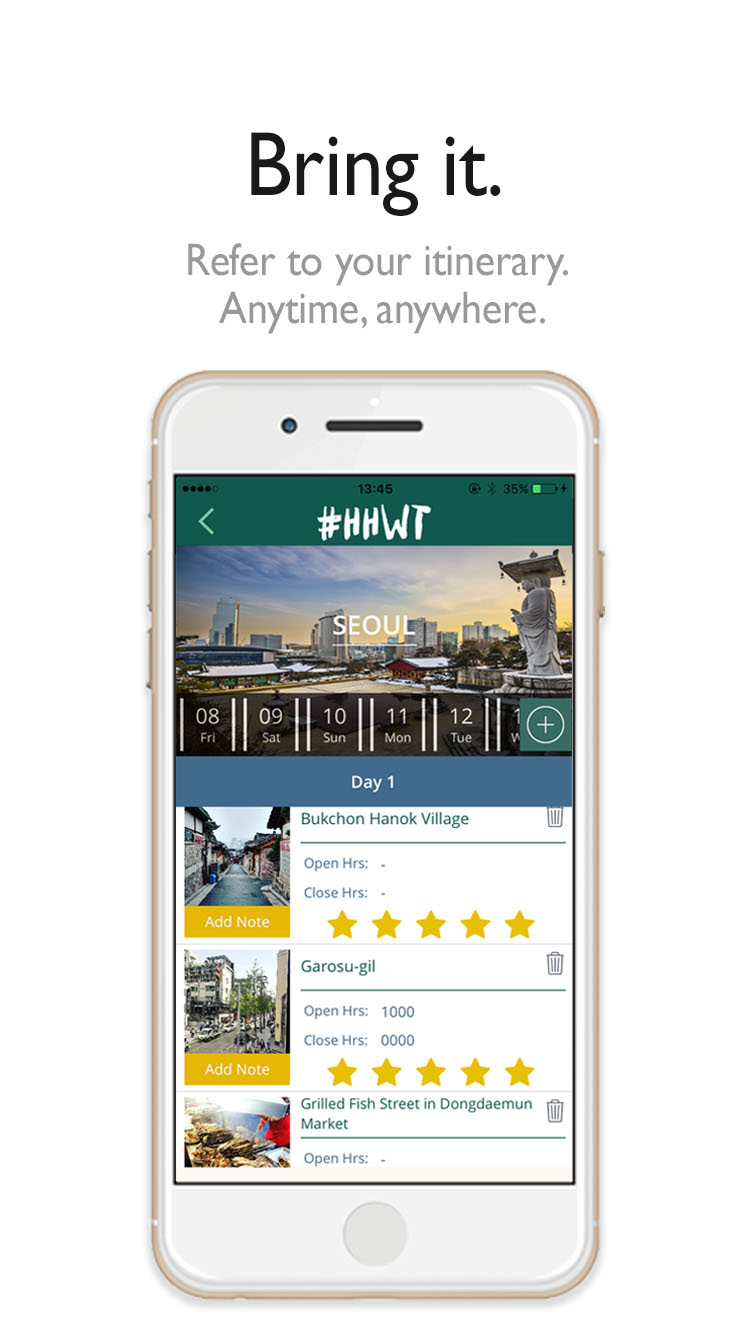 Bring it.
Refer to your itinerary.
Anytime, anywhere.
13:45
35%
#HHWT
SEOUL
08 09 10 11 12 1
Fri Sat Sun Mon Tue W
Day 1
Bukchon Hanok Village
Open Hrs: -
Close Hrs: -
Add Note
Garosu-gil
Open Hrs: 1000
Close Hrs: 0000
Add Note
Grilled Fish Street in Dongdaemun
Market
Open Hrs: -